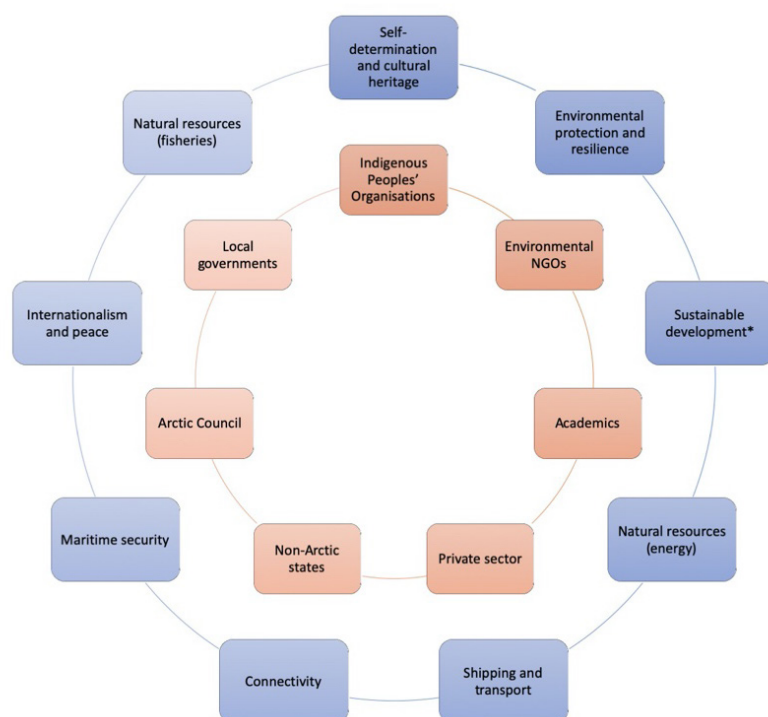 Self-
determination
and cultural
heritage
Environmental
protection and
resilience
Sustainable
development*
Natural resources
(energy)
Shipping and
transport
Connectivity
Maritime security
Internationalism
and peace
Natural resources
(fisheries)
Indigenous
Peoples’
Organisations
Environmental
NGOs
Academics
Private sector
Non-Arctic
states
Arctic Council
Local
governments